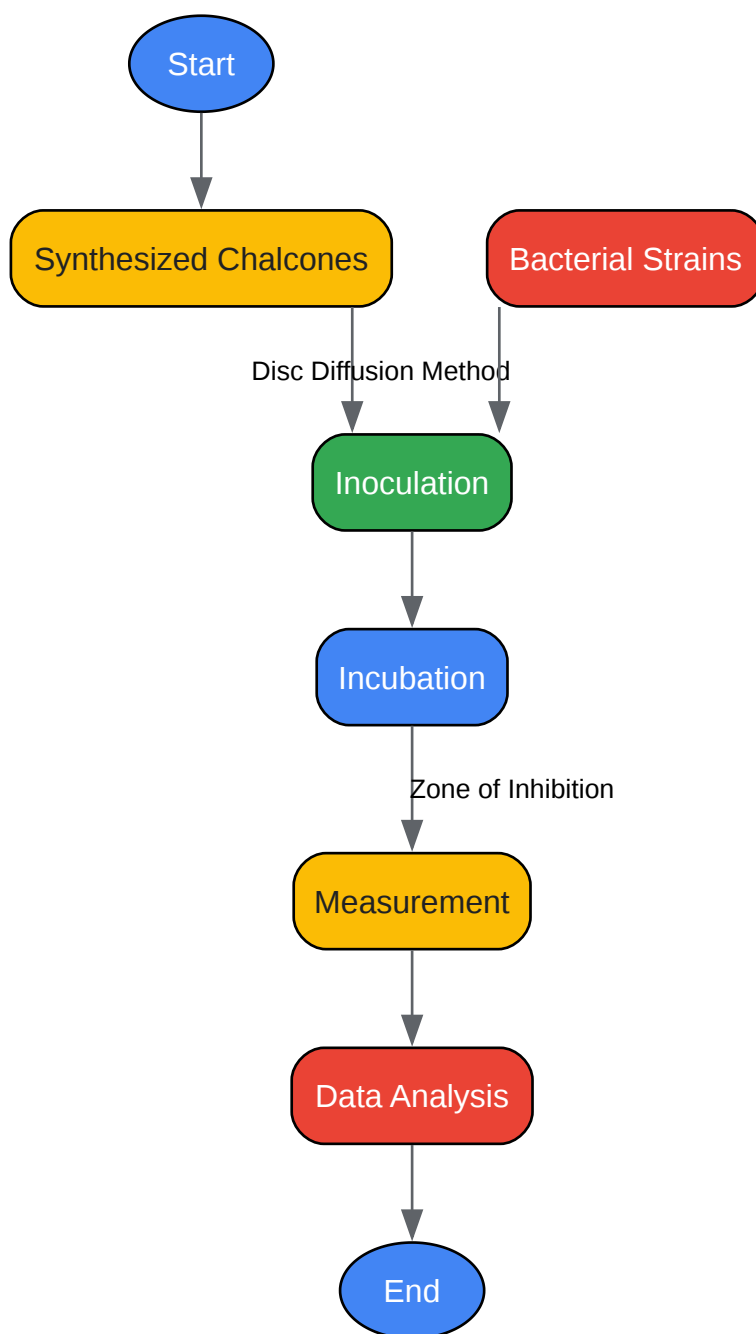 Start
Synthesized Chalcones
Bacterial Strains
Disc Diffusion Method
Inoculation
Incubation
Zone of Inhibition
Measurement
Data Analysis
End